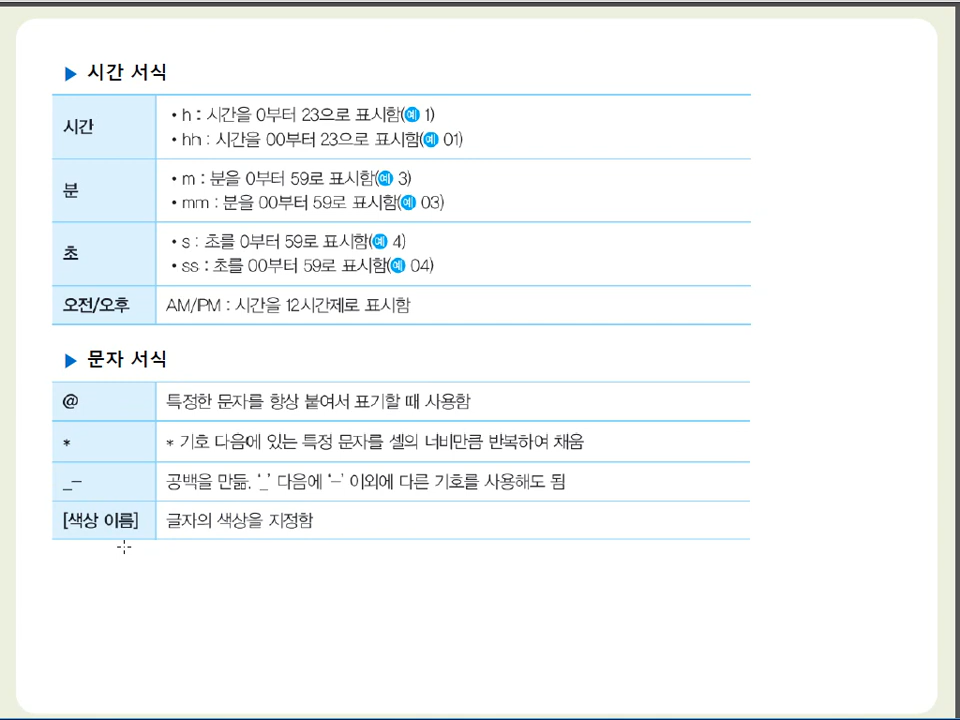 ▶ 시간 서식
시간
• h : 시간을 0부터 23으로 표시함(예 1)
• hh : 시간을 00부터 23으로 표시함(예 01)
분
• m : 분을 0부터 59로 표시함(예 3)
• mm : 분을 00부터 59로 표시함(예 03)
초
• s : 초를 0부터 59로 표시함(예 4)
• ss : 초를 00부터 59로 표시함(예 04)
오전/오후
AM/PM : 시간을 12시간제로 표시함
▶ 문자 서식
@
특정한 문자를 항상 붙여서 표기할 때 사용함
*
* 기호 다음에 있는 특정 문자를 셀의 너비만큼 반복하여 채움
_–
공백을 만듦. ‘_’ 다음에 ‘–’ 이외에 다른 기호를 사용해도 됨
[색상 이름]
글자의 색상을 지정함